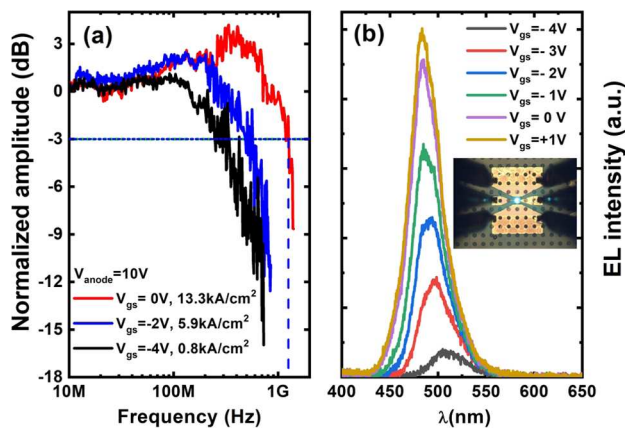 (a)
Normalized amplitude (dB)
3
0
-3
-6
-9
-12
-15
-18
V_anode=10V
V_gs= 0V, 13.3kA/cm²
V_gs=-2V, 5.9kA/cm²
V_gs=-4V, 0.8kA/cm²
10M 100M 1G
Frequency (Hz)
(b)
V_gs=- 4V
V_gs=- 3V
V_gs=- 2V
V_gs=- 1V
V_gs= 0 V
V_gs=+1V
EL intensity (a.u.)
400 450 500 550 600 650
λ(nm)